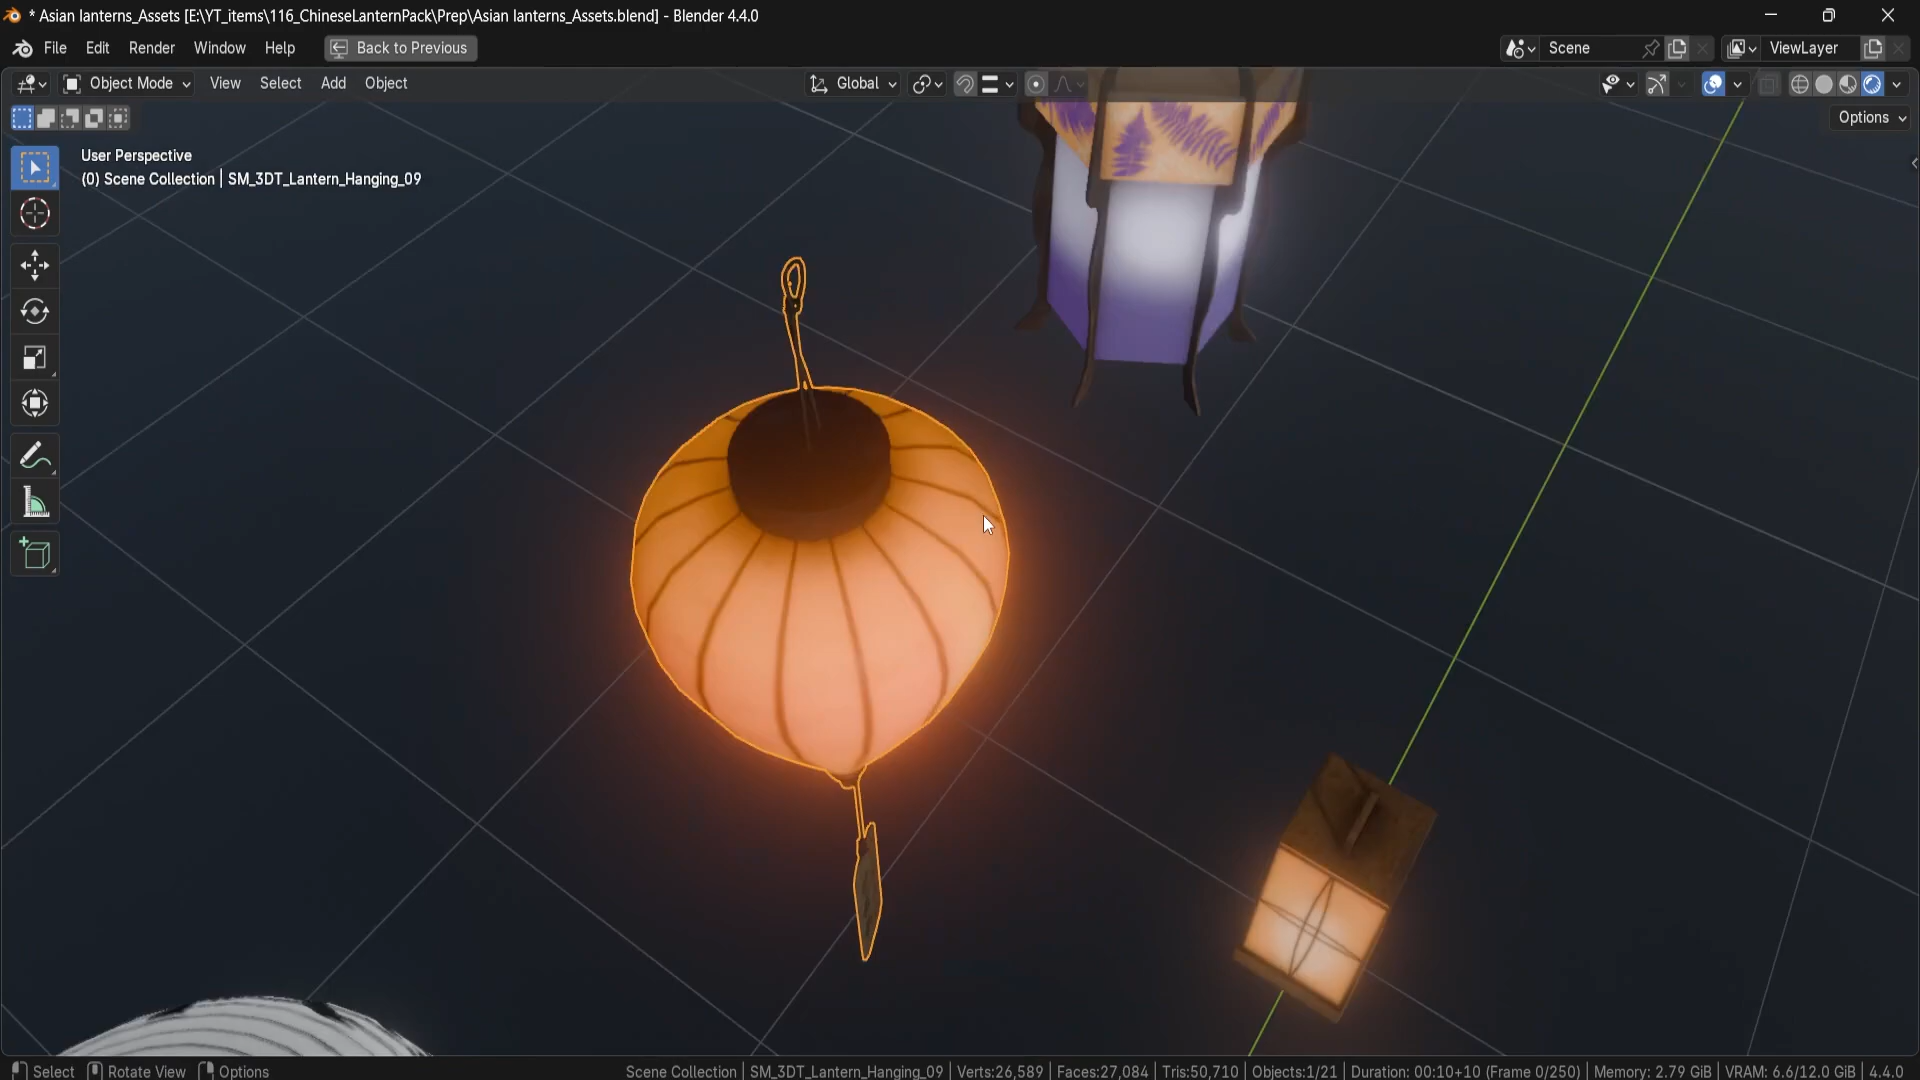 * Asian lanterns_Assets [E:\YT_items\116_ChineseLanternPack\Prep\Asian lanterns_Assets.blend] - Blender 4.4.0
File Edit Render Window Help Back to Previous Scene ViewLayer
Object Mode View Select Add Object Global
Options
User Perspective
(0) Scene Collection | SM_3DT_Lantern_Hanging_09
Select Rotate View Options Scene Collection | SM_3DT_Lantern_Hanging_09 | Verts:26,589 | Faces:27,084 | Tris:50,710 | Objects:1/21 | Duration: 00:10+10 (Frame 0/250) | Memory: 2.79 GiB | VRAM: 6.6/12.0 GiB | 4.4.0